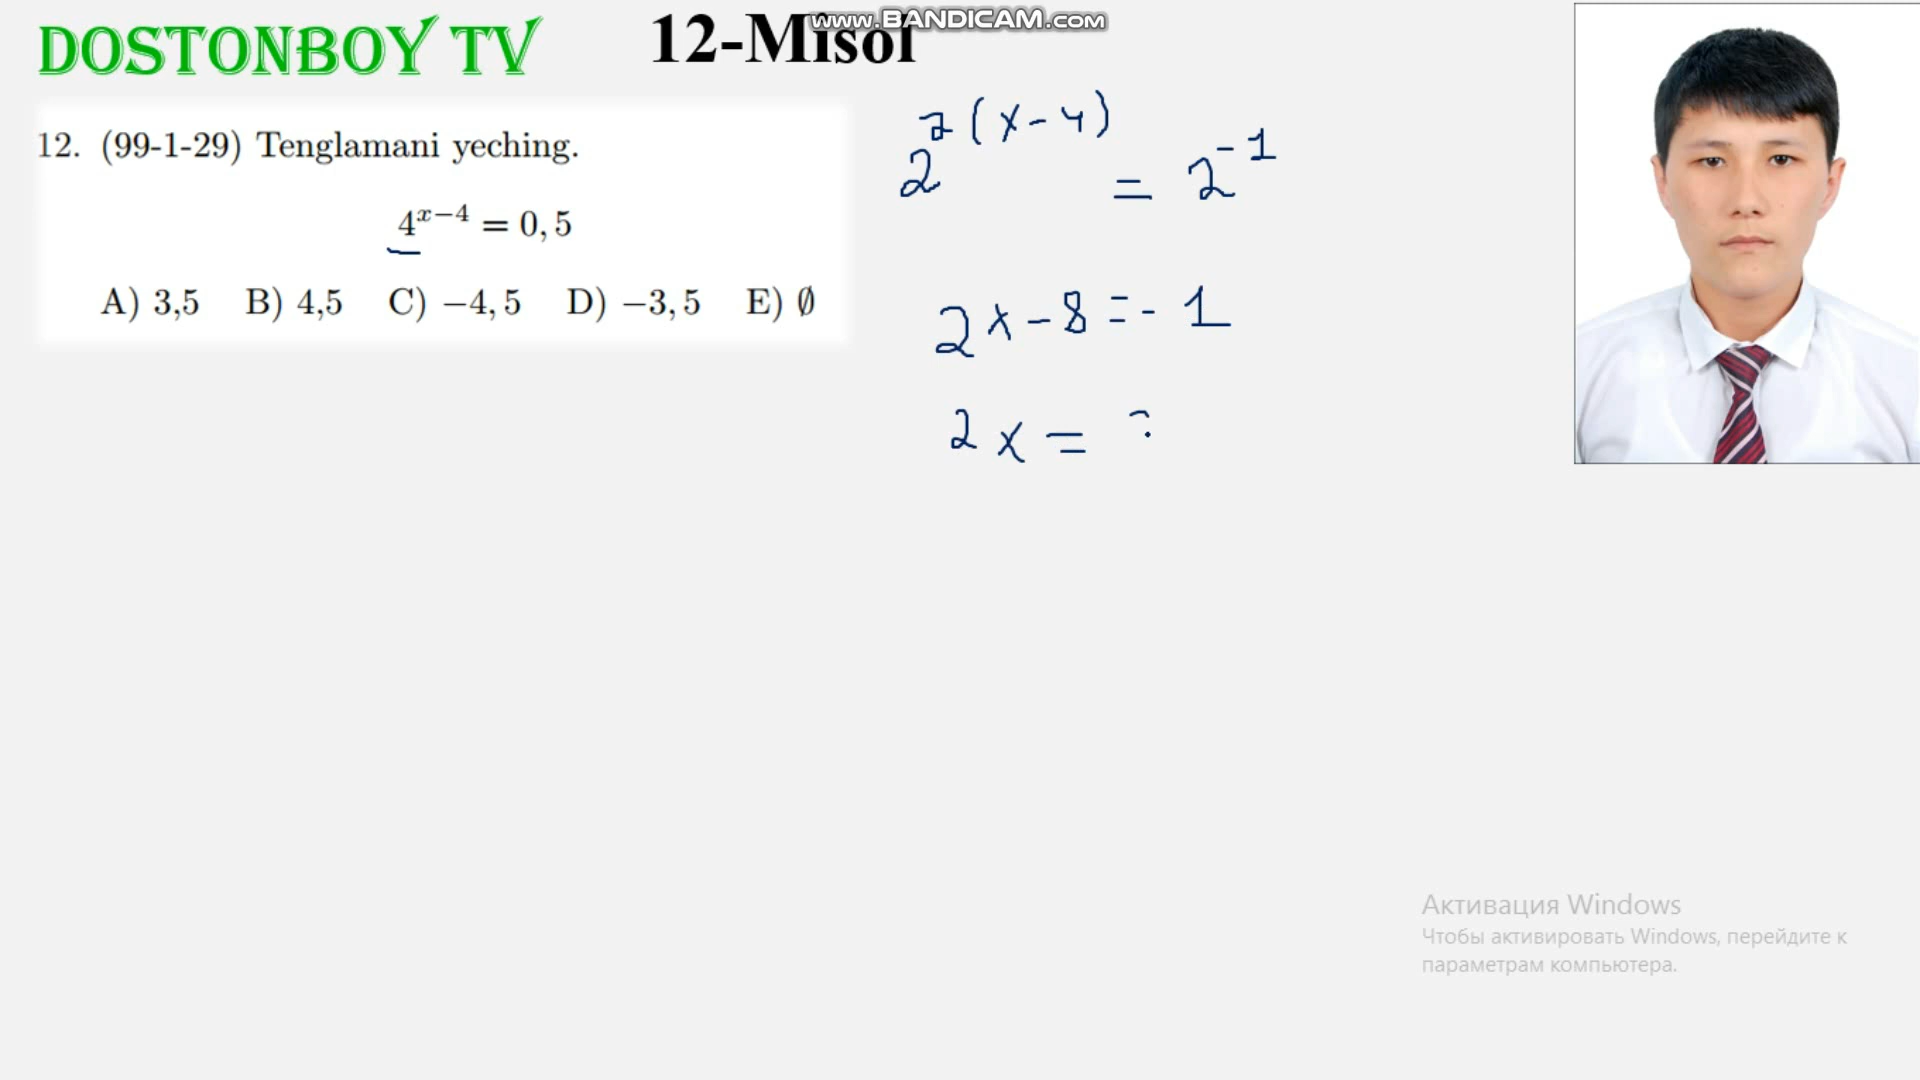 www.BANDICAM.com
DOSTONBOY TV
12-Misol
12. (99-1-29) Tenglamani yeching.
4^{x−4} = 0, 5
A) 3,5 B) 4,5 C) −4, 5 D) −3, 5 E) ∅
2^{2(x-4)} = 2^{-1}
2x-8=-1
2x=
Активация Windows
Чтобы активировать Windows, перейдите к
параметрам компьютера.